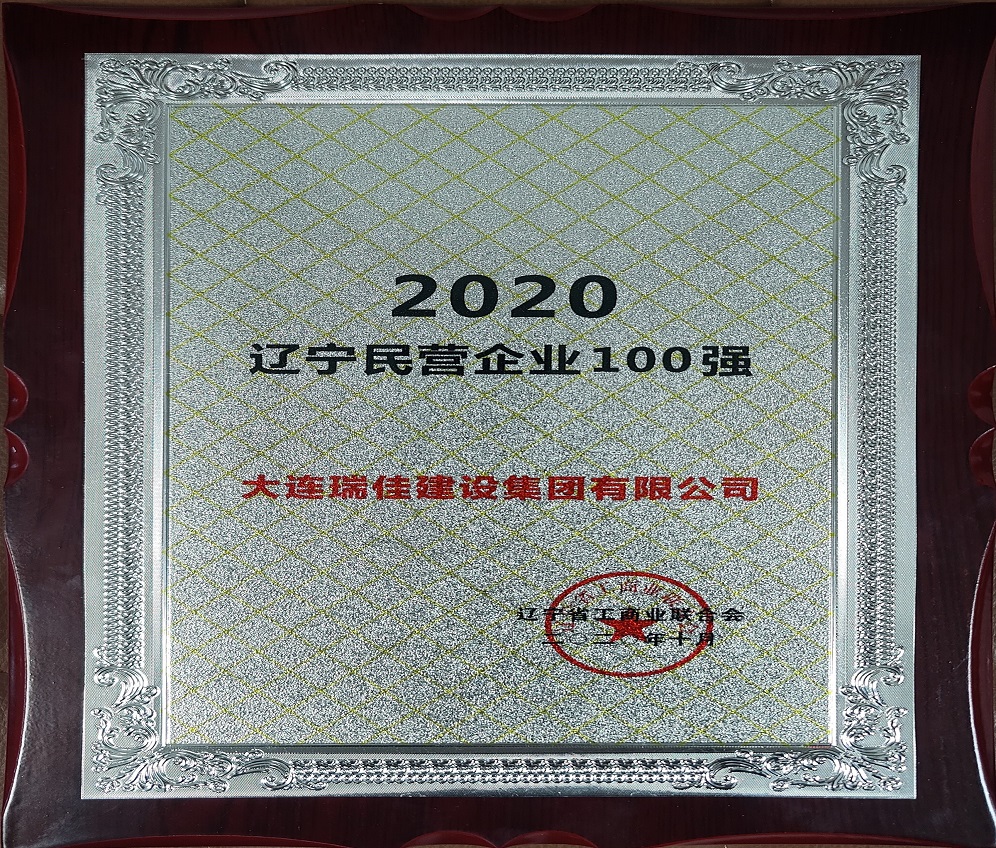 2020
辽宁民营企业100强
大连瑞佳建设集团有限公司
辽宁省工商业联合会
二〇二〇年十月